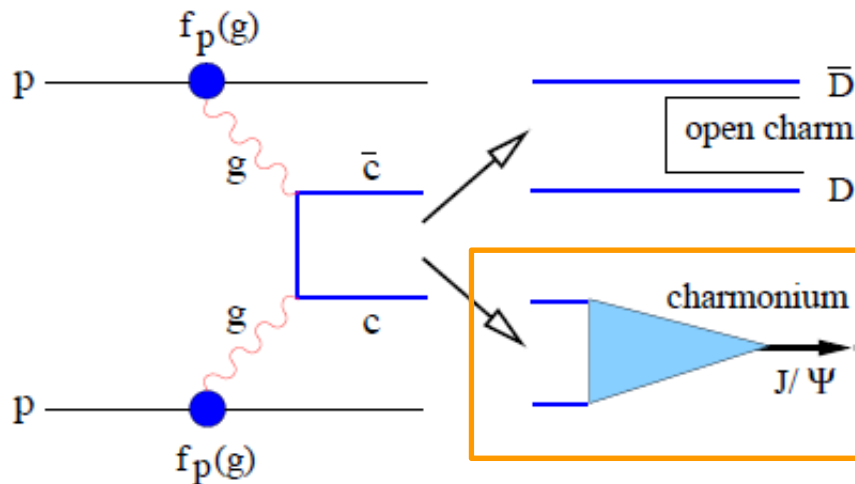 f_p(g)
p
D̄
open charm
g
c̄
D
g
c
charmonium
J/Ψ
p
f_p(g)